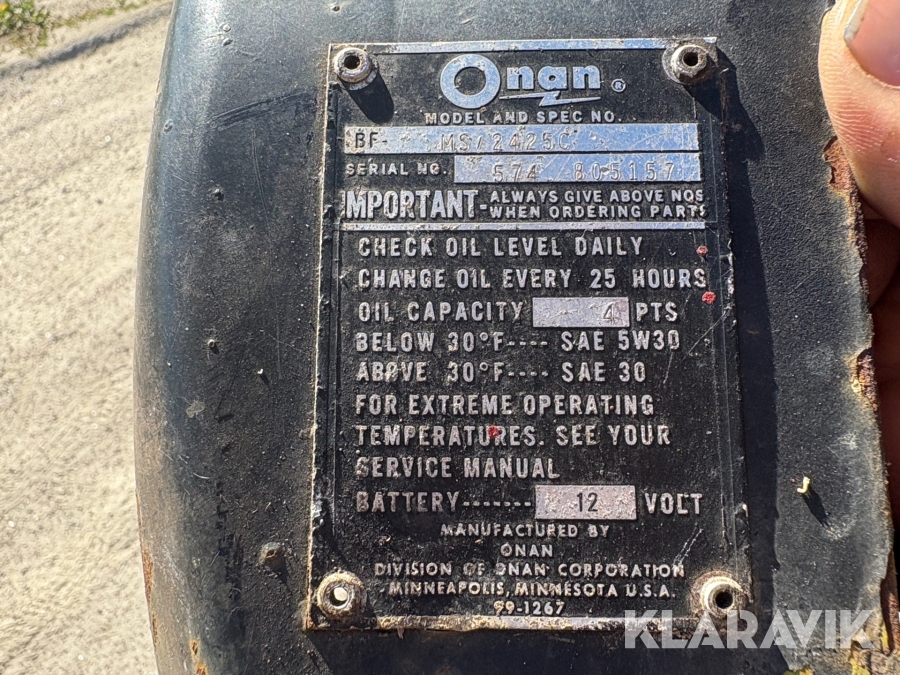 Onan ®
MODEL AND SPEC NO.
BF- MS/2425C
SERIAL NO. 574 805157
IMPORTANT- ALWAYS GIVE ABOVE NOS
WHEN ORDERING PARTS
CHECK OIL LEVEL DAILY
CHANGE OIL EVERY 25 HOURS
OIL CAPACITY 4 PTS
BELOW 30°F---- SAE 5W30
ABOVE 30°F---- SAE 30
FOR EXTREME OPERATING
TEMPERATURES. SEE YOUR
SERVICE MANUAL
BATTERY------- 12 VOLT
MANUFACTURED BY
ONAN
DIVISION OF ONAN CORPORATION
MINNEAPOLIS, MINNESOTA U.S.A.
99-1267
KLARAVIK